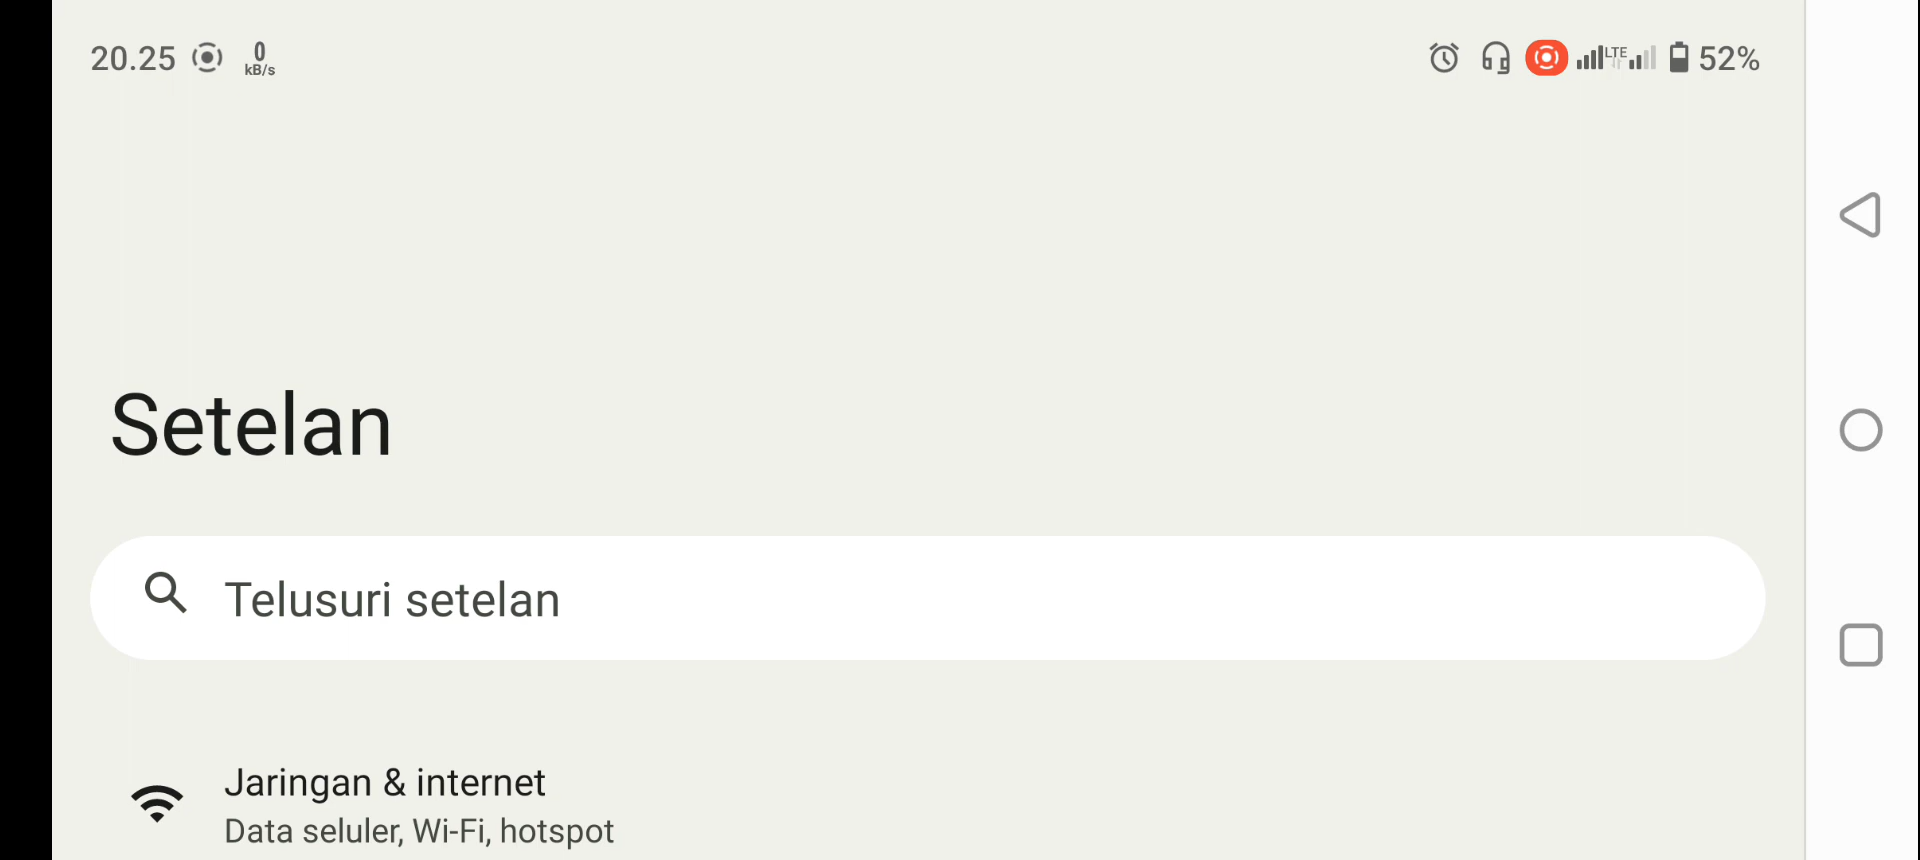 20.25 0 kB/s LTE 52%
Setelan
Telusuri setelan
Jaringan & internet
Data seluler, Wi-Fi, hotspot